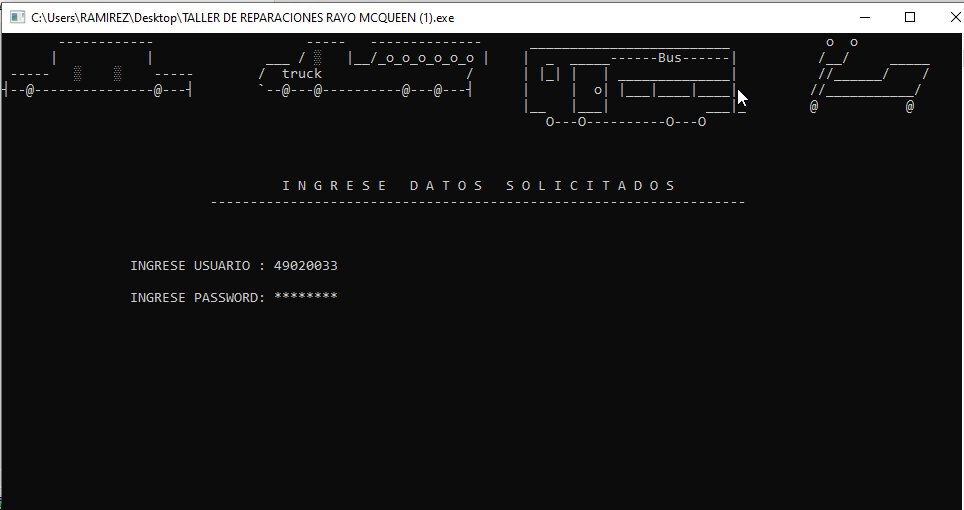 C:\Users\RAMIREZ\Desktop\TALLER DE REPARACIONES RAYO MCQUEEN (1).exe
truck
Bus
I N G R E S E   D A T O S   S O L I C I T A D O S
INGRESE USUARIO : 49020033
INGRESE PASSWORD: ********